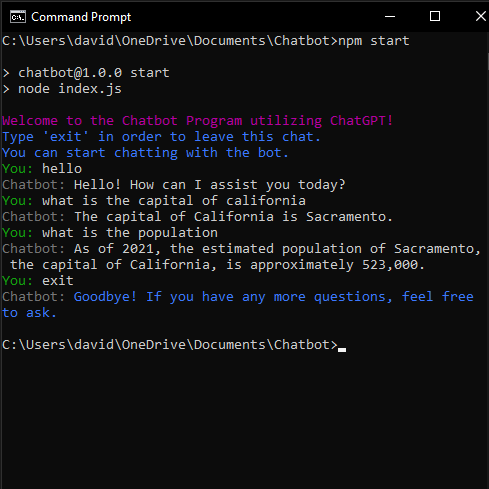 Command Prompt
C:\Users\david\OneDrive\Documents\Chatbot>npm start
> chatbot@1.0.0 start
> node index.js
Welcome to the Chatbot Program utilizing ChatGPT!
Type 'exit' in order to leave this chat.
You can start chatting with the bot.
You: hello
Chatbot: Hello! How can I assist you today?
You: what is the capital of california
Chatbot: The capital of California is Sacramento.
You: what is the population
Chatbot: As of 2021, the estimated population of Sacramento,
the capital of California, is approximately 523,000.
You: exit
Chatbot: Goodbye! If you have any more questions, feel free
to ask.
C:\Users\david\OneDrive\Documents\Chatbot>